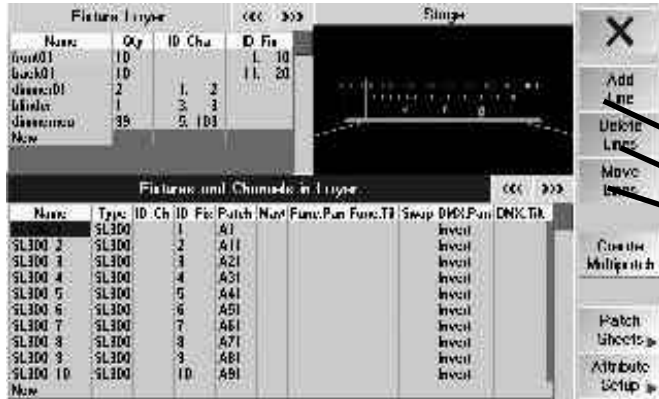 Fixture Layer <<< >>>
Stage
Name Qty ID Cha ID Fix
front01 10 1. 10
back01 10 11. 20
dimmer01 2 1. 2
blinder 1 3. 3
99 5. 103
New
Add Line
Delete Lines
Move Lines
Create Multipatch
Patch Sheets
Attribute Setup
Fixtures and Channels in Layer <<< >>>
Name Type ID Ch ID Fix Patch Func.Pan Func.Til Swap DMX.Pan DMX.Tilt
SL300 1 A1 Invert
SL300 2 SL300 2 A11 Invert
SL300 3 SL300 3 A21 Invert
SL300 4 SL300 4 A31 Invert
SL300 5 SL300 5 A41 Invert
SL300 6 SL300 6 A51 Invert
SL300 7 SL300 7 A61 Invert
SL300 8 SL300 8 A71 Invert
SL300 9 SL300 9 A81 Invert
SL300 10 SL300 10 A91 Invert
New